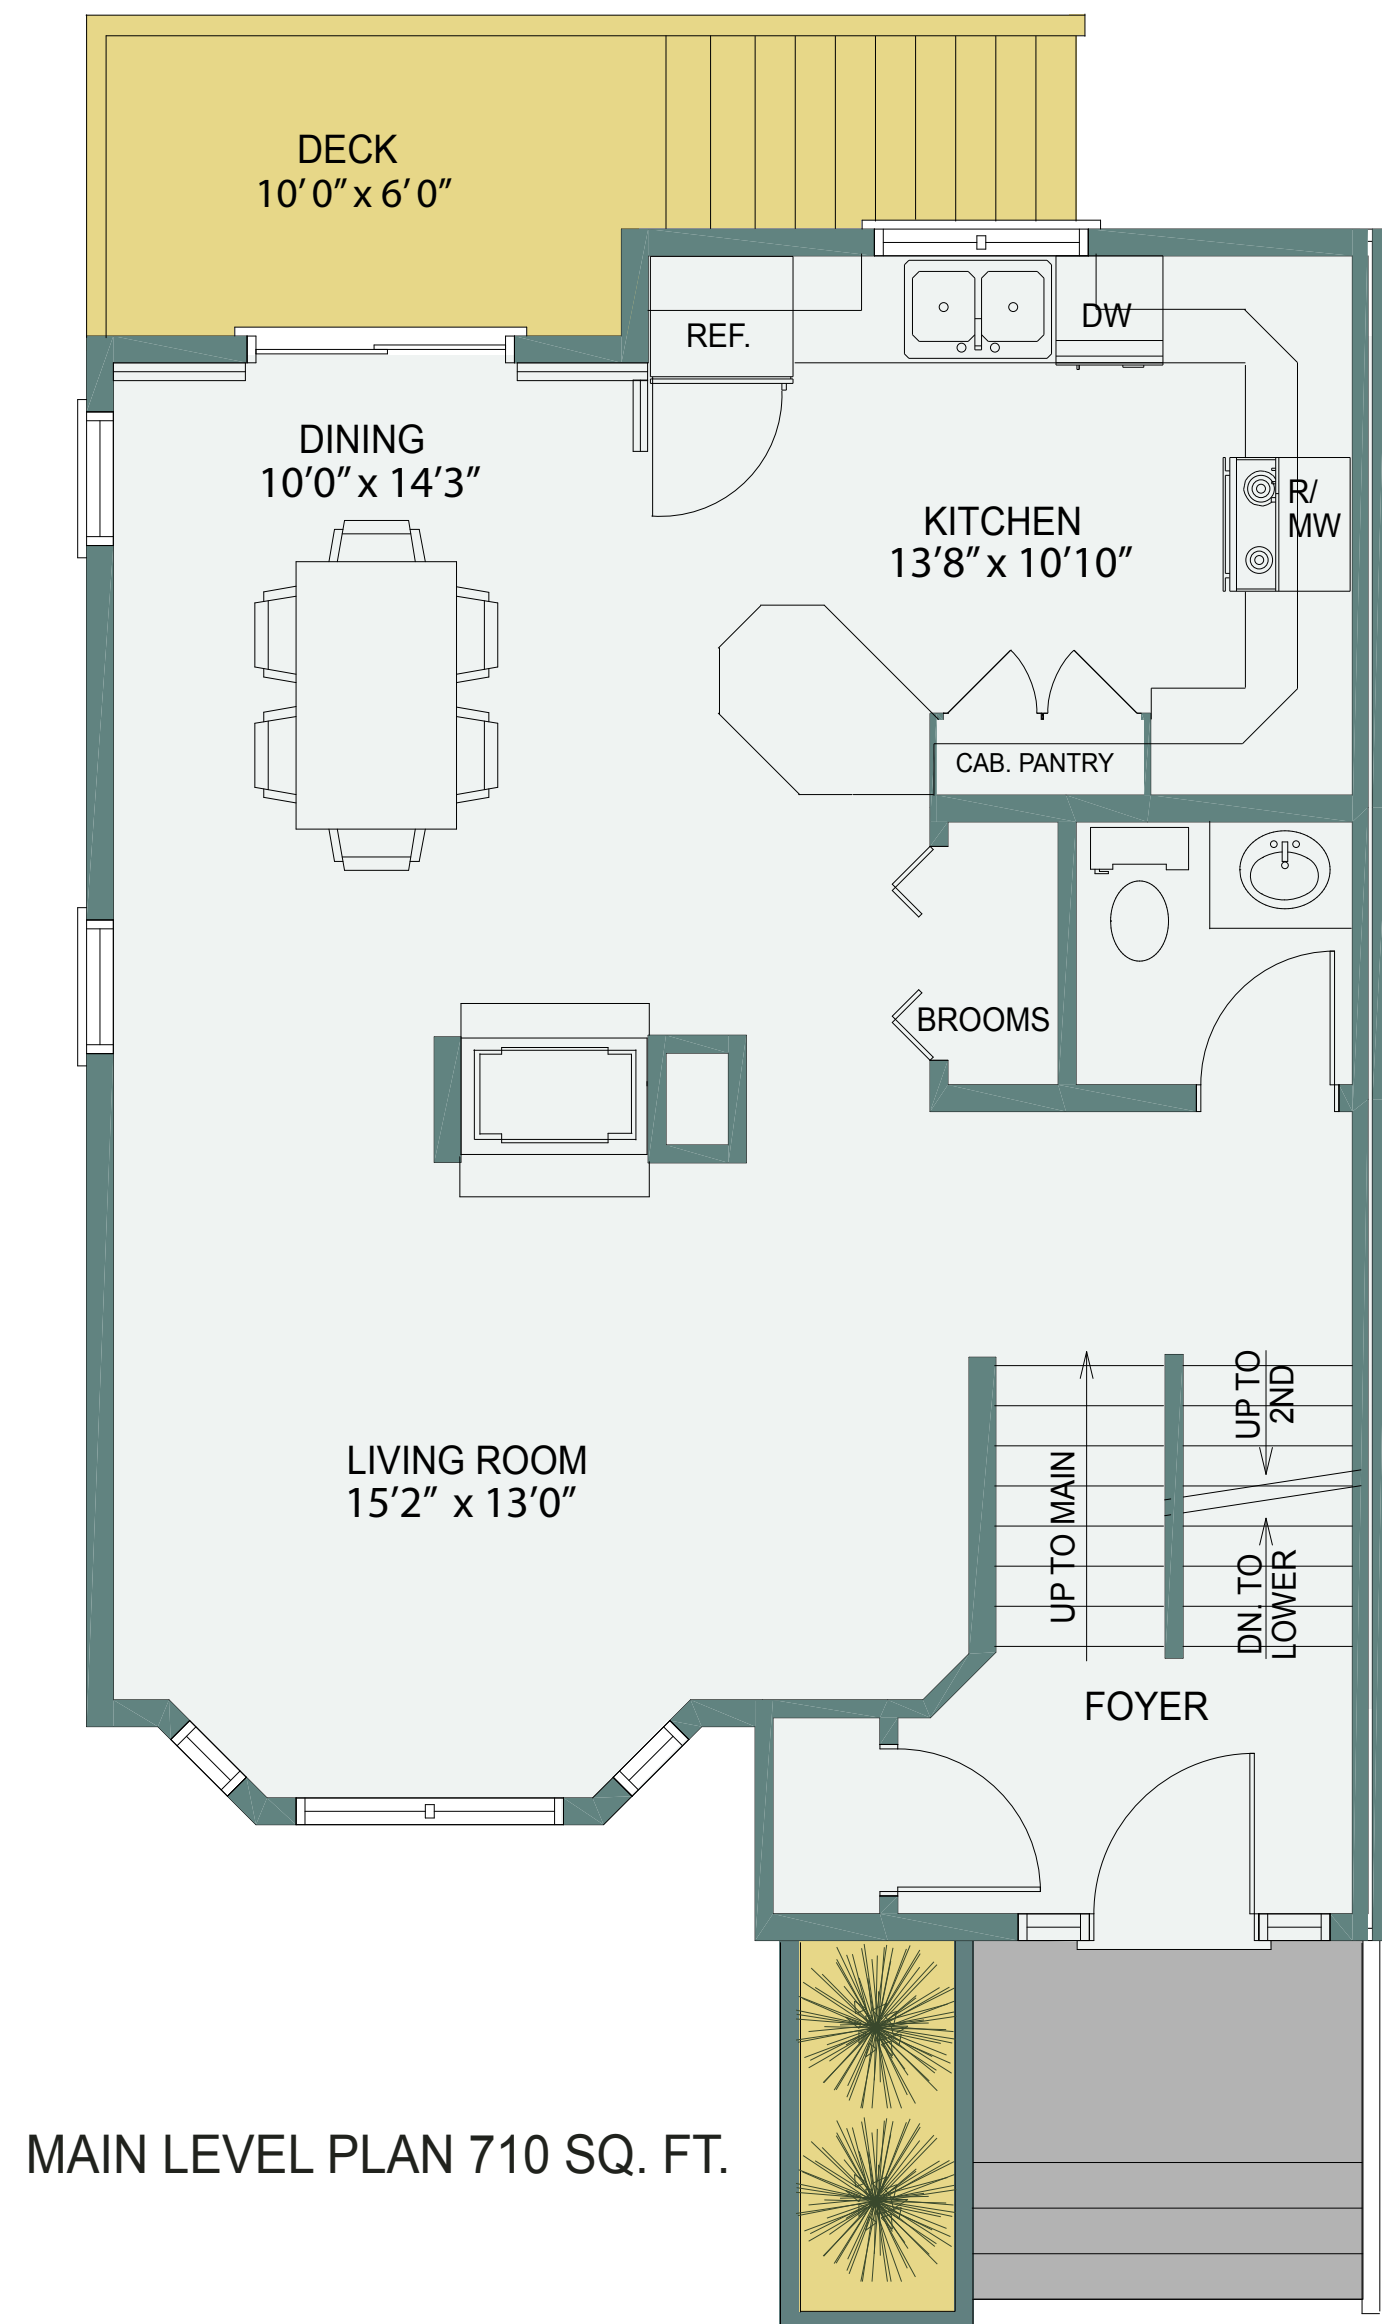 DECK
10'0" x 6'0"
REF.
DW
DINING
10'0" x 14'3"
R/
MW
KITCHEN
13'8" x 10'10"
CAB. PANTRY
BROOMS
UP TO
2ND
LIVING ROOM
15'2" x 13'0"
UP TO MAIN
DN. TO
LOWER
FOYER
MAIN LEVEL PLAN 710 SQ. FT.